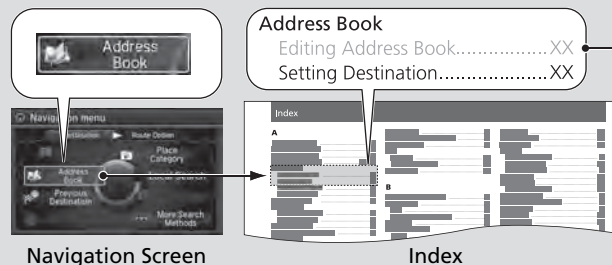 Address
Book
Address Book
Editing Address Book..................XX
Setting Destination......................XX
Navigation menu
Route Option
Place
Category
Address
Book
Local Search
Previous
Destination
More Search
Methods
Index
A
B
Navigation Screen
Index